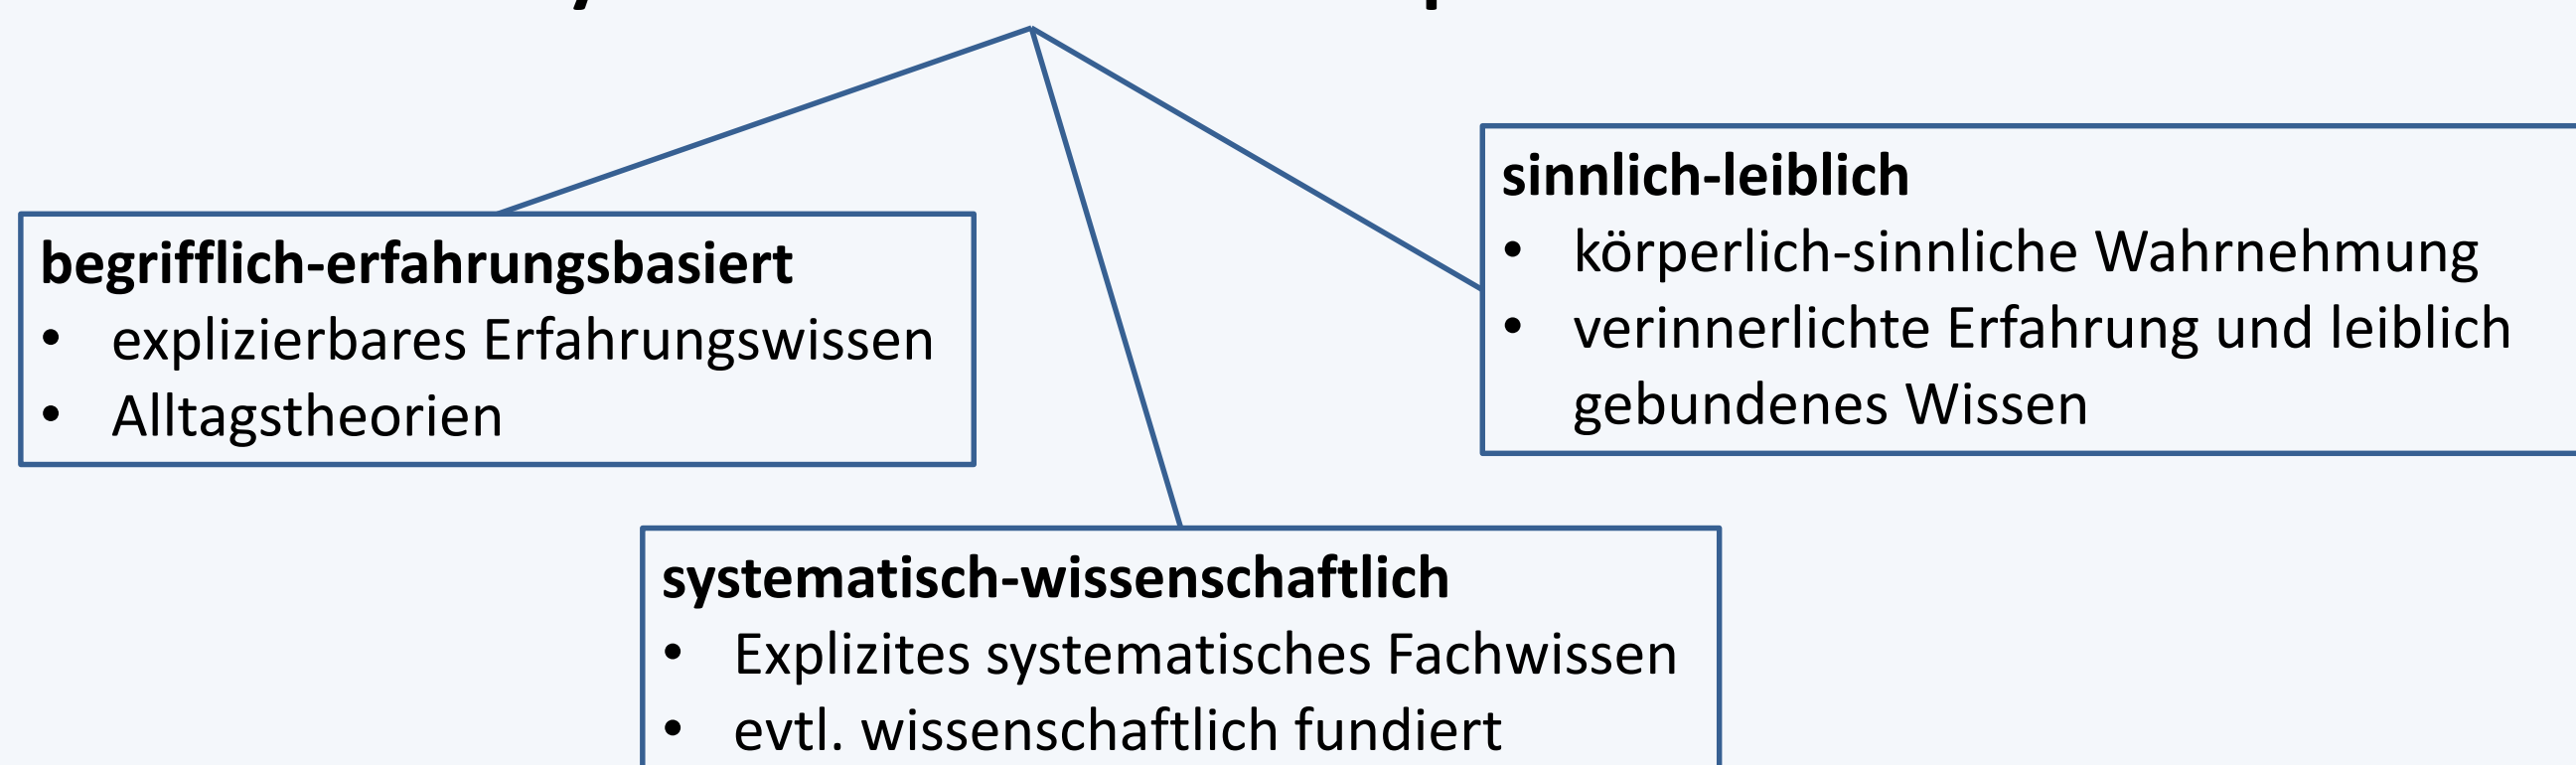 begrifflich-erfahrungsbasiert
• explizierbares Erfahrungswissen
• Alltagstheorien
sinnlich-leiblich
• körperlich-sinnliche Wahrnehmung
• verinnerlichte Erfahrung und leiblich
gebundenes Wissen
systematisch-wissenschaftlich
• Explizites systematisches Fachwissen
• evtl. wissenschaftlich fundiert